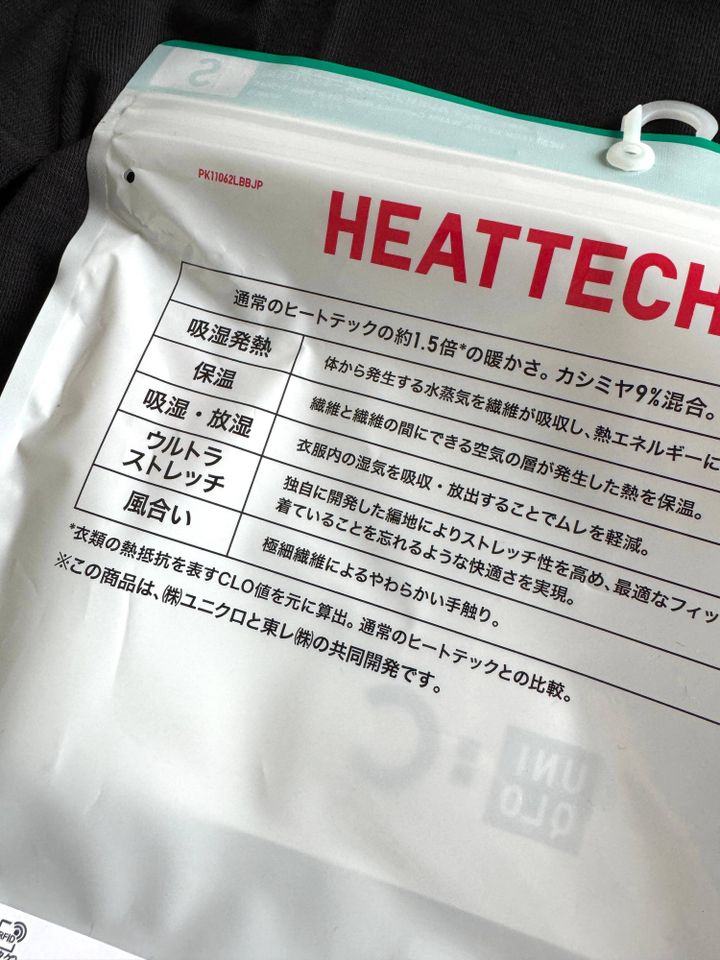 S
PK11062LBBJP
HEATTECH
通常のヒートテックの約1.5倍*の暖かさ。カシミヤ9%混合。
吸湿発熱
体から発生する水蒸気を繊維が吸収し、熱エネルギーに
保温
繊維と繊維の間にできる空気の層が発生した熱を保温。
吸湿・放湿
衣服内の湿気を吸収・放出することでムレを軽減。
ウルトラ
ストレッチ
独自に開発した編地によりストレッチ性を高め、最適なフィッ
着ていることを忘れるような快適さを実現。
風合い
極細繊維によるやわらかい手触り。
*衣類の熱抵抗を表すCLO値を元に算出。通常のヒートテックとの比較。
※この商品は、㈱ユニクロと東レ㈱の共同開発です。
UNI
QLO
: C
RFID